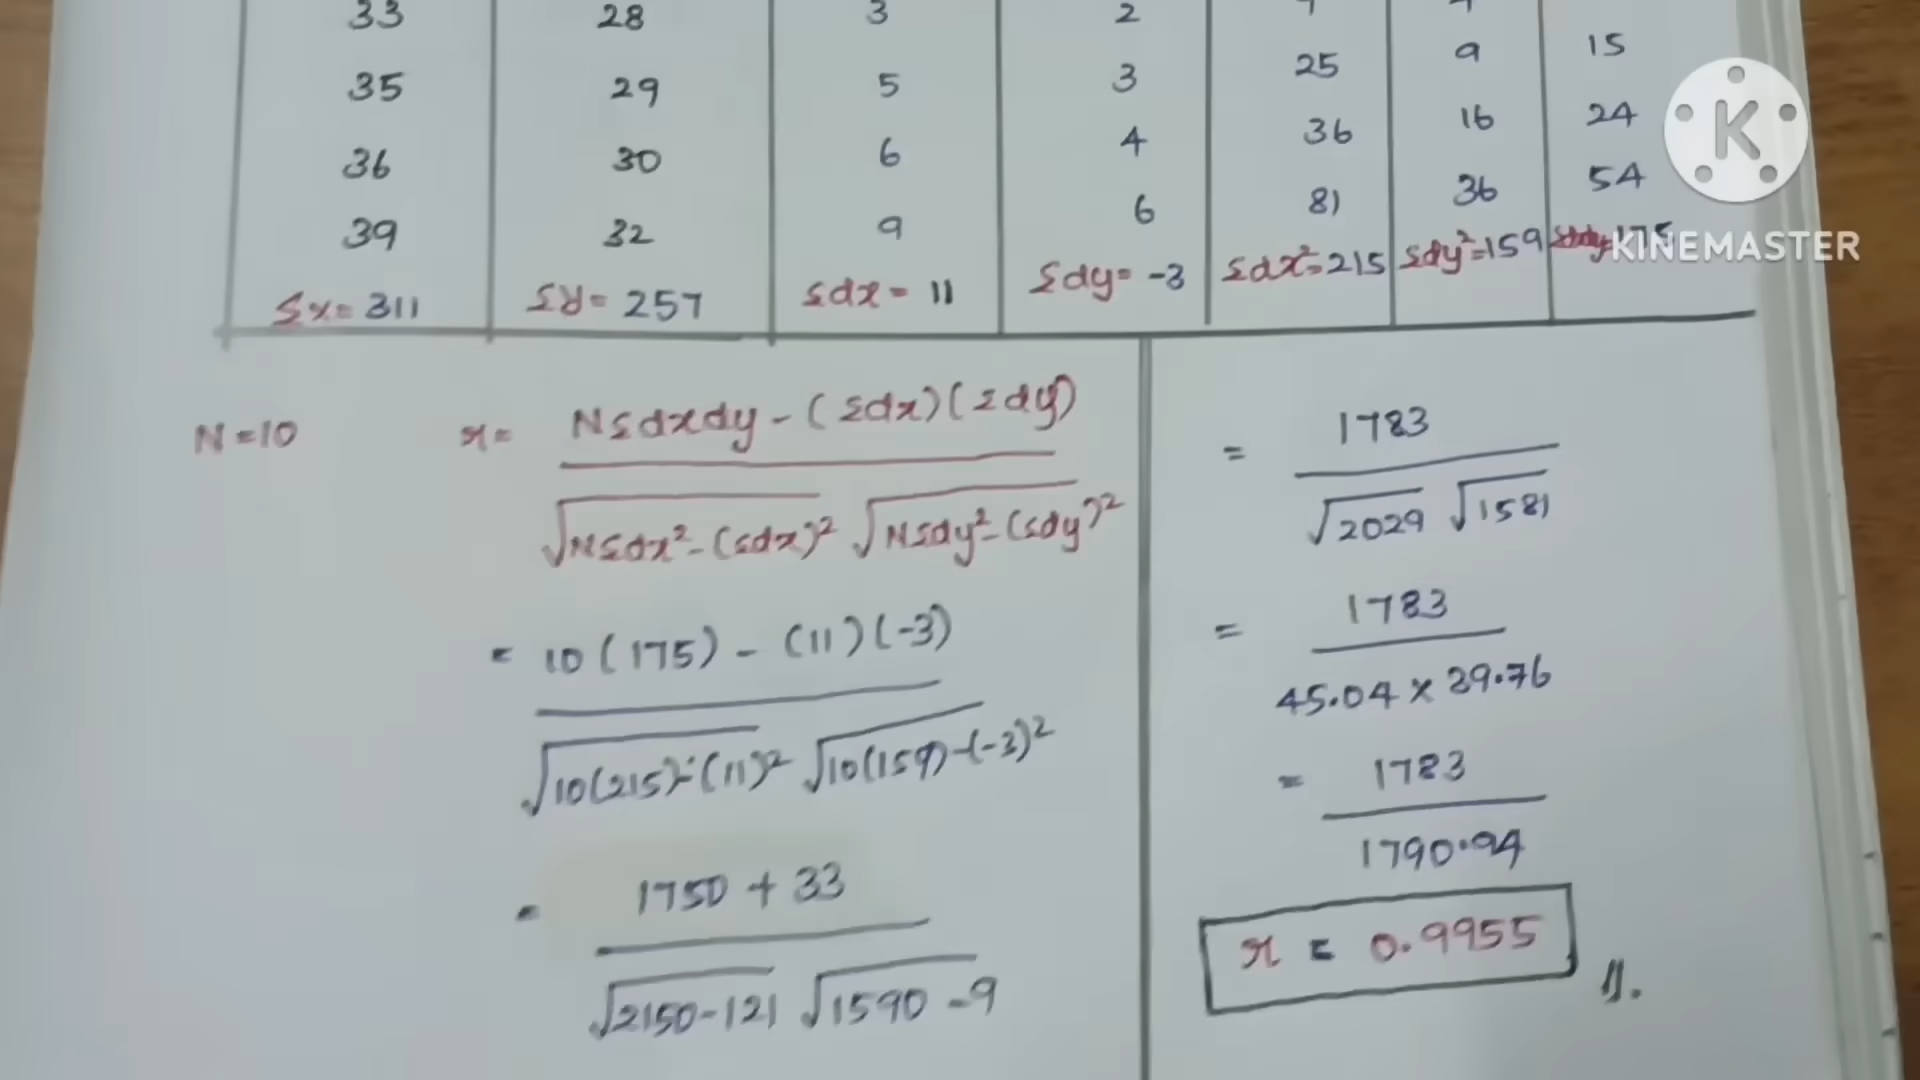 33 28 3 2
35 29 5 3 25 9 15
36 30 6 4 36 16 24
39 32 9 6 81 36 54
Σx = 311 Σy = 257 Σdx = 11 Σdy = -3 Σdx² = 215 Σdy² = 159 Σdxdy = 175
KINEMASTER
N = 10 r = NΣdxdy - (Σdx)(Σdy)
√NΣdx² - (Σdx)² √NΣdy² - (Σdy)²
= 10(175) - (11)(-3)
√10(215) - (11)² √10(159) - (-3)²
= 1750 + 33
√2150-121 √1590-9
= 1783
√2029 √1581
= 1783
45.04 × 39.76
= 1783
1790.94
r = 0.9955